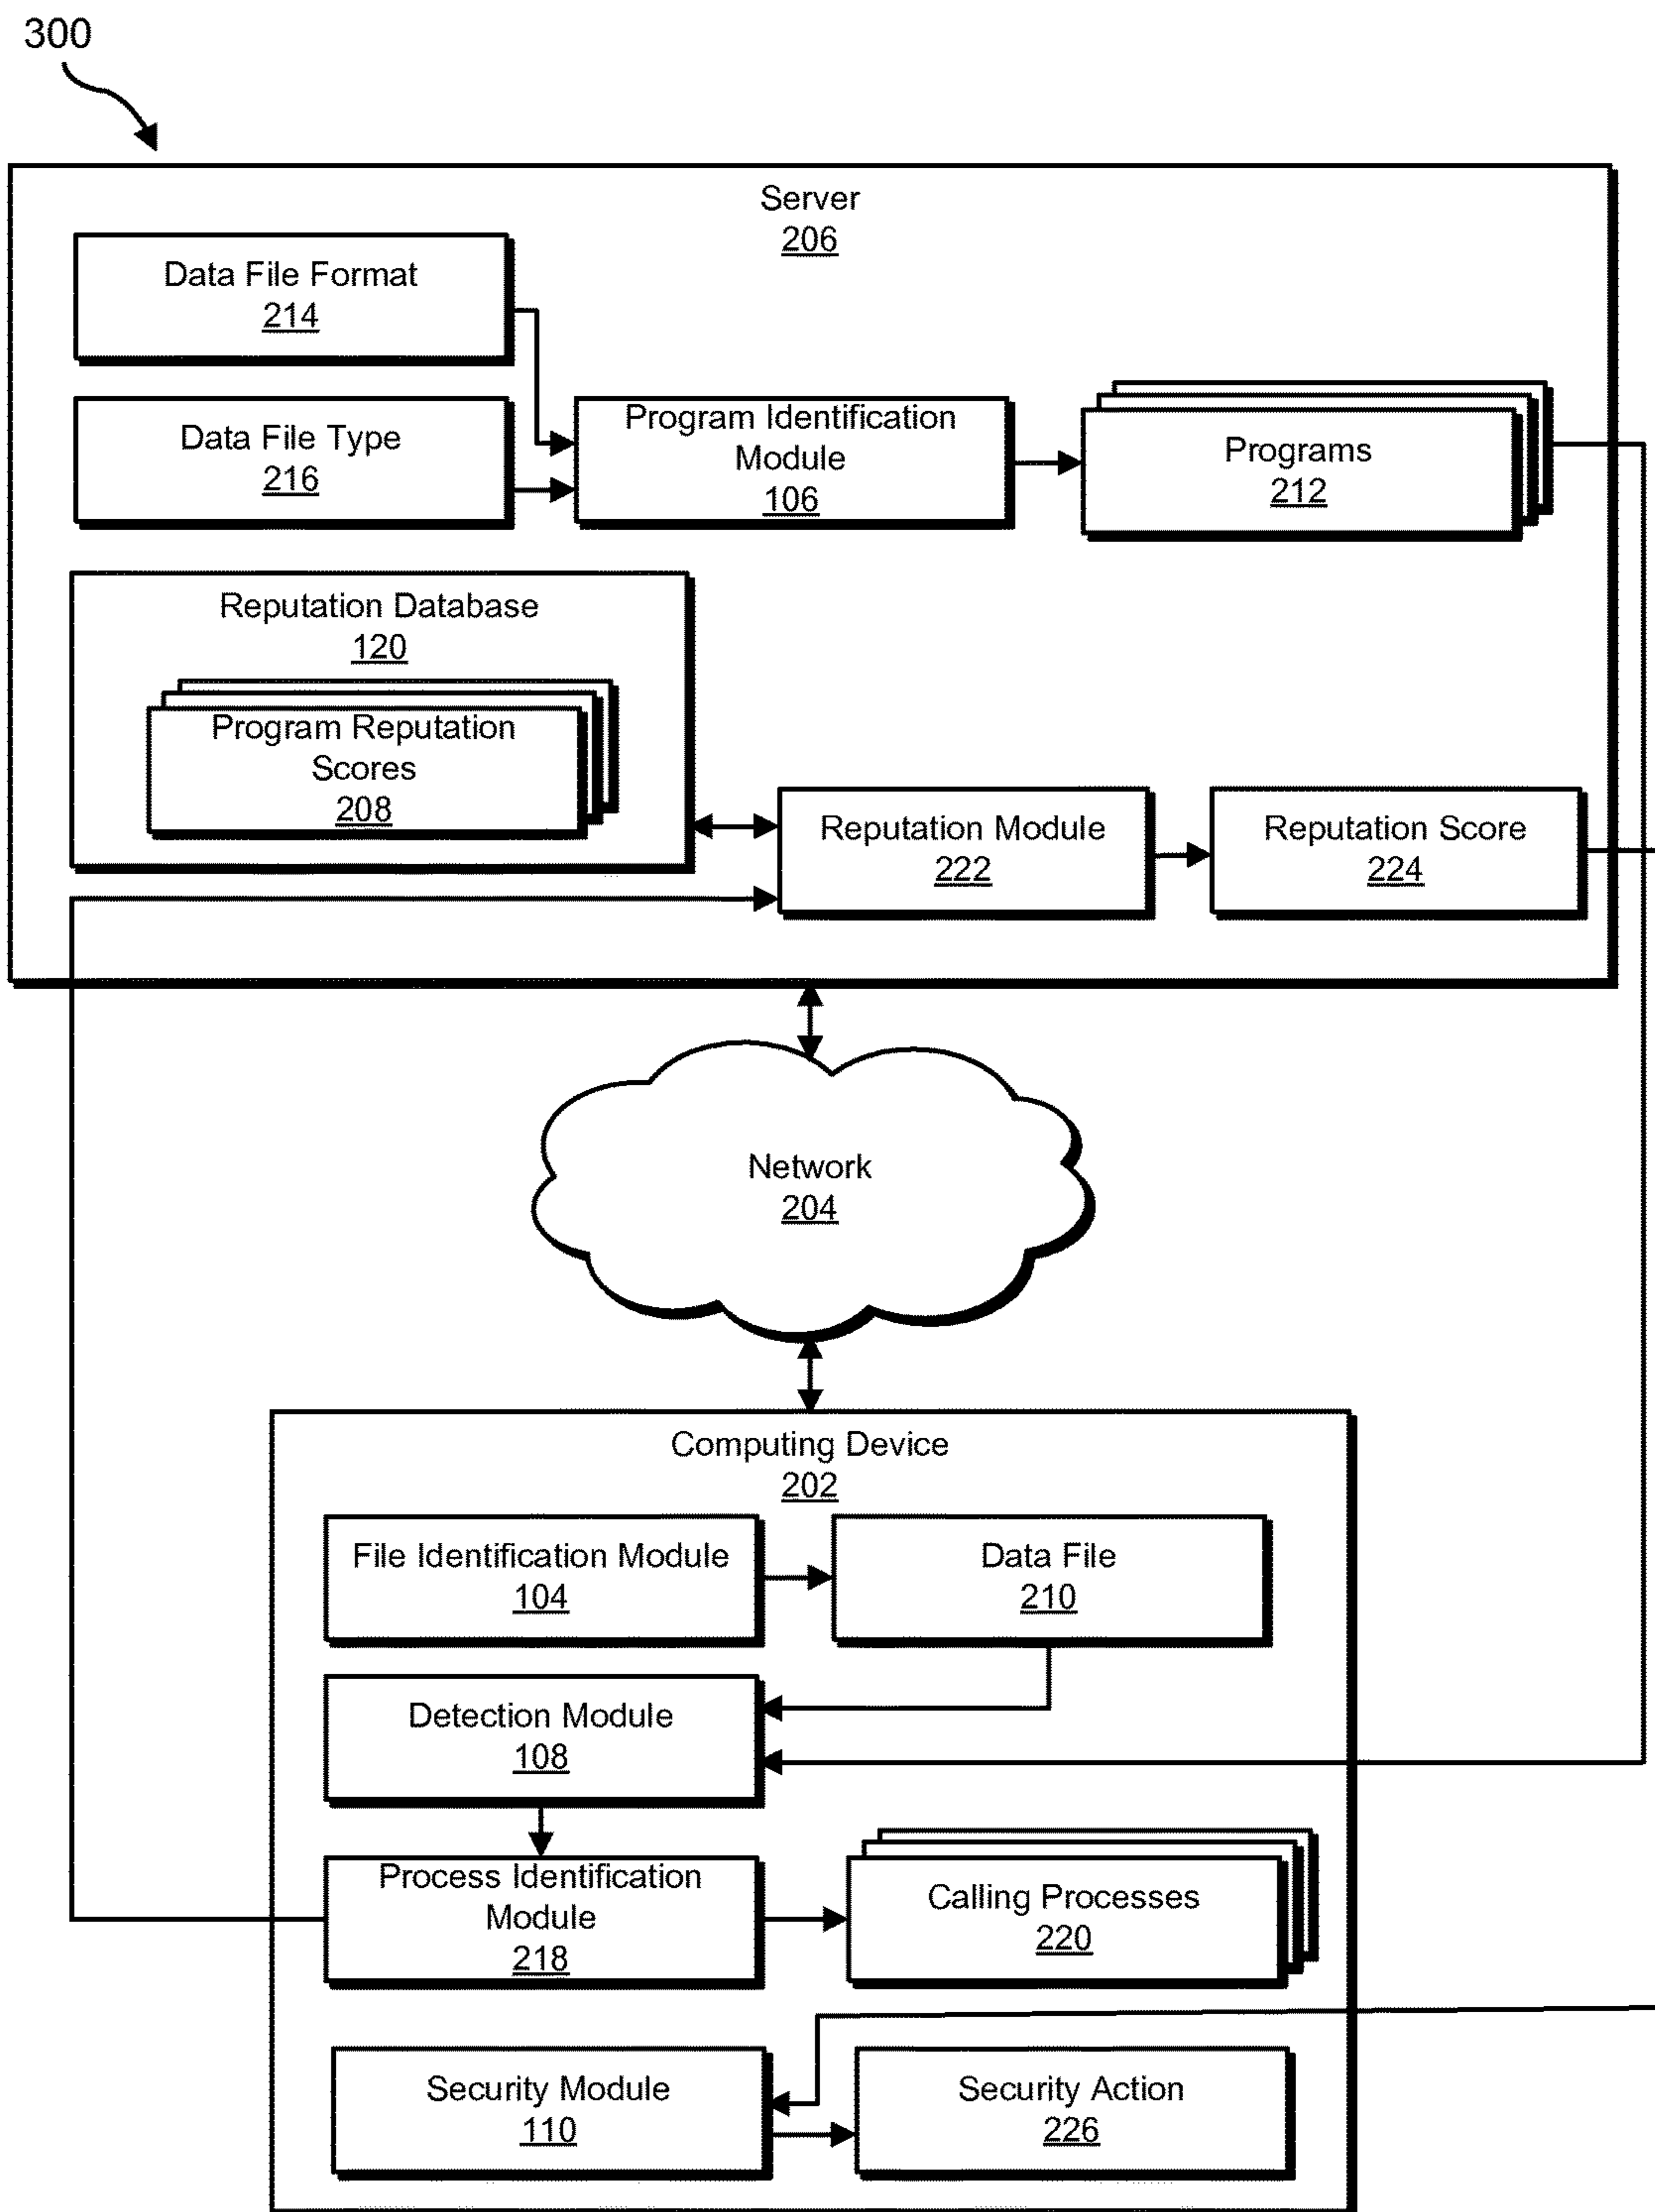 300
Server
206
Data File Format
214
Data File Type
216
Program Identification
Module
106
Programs
212
Reputation Database
120
Program Reputation
Scores
208
Reputation Module
222
Reputation Score
224
Network
204
Computing Device
202
File Identification Module
104
Data File
210
Detection Module
108
Process Identification
Module
218
Calling Processes
220
Security Module
110
Security Action
226